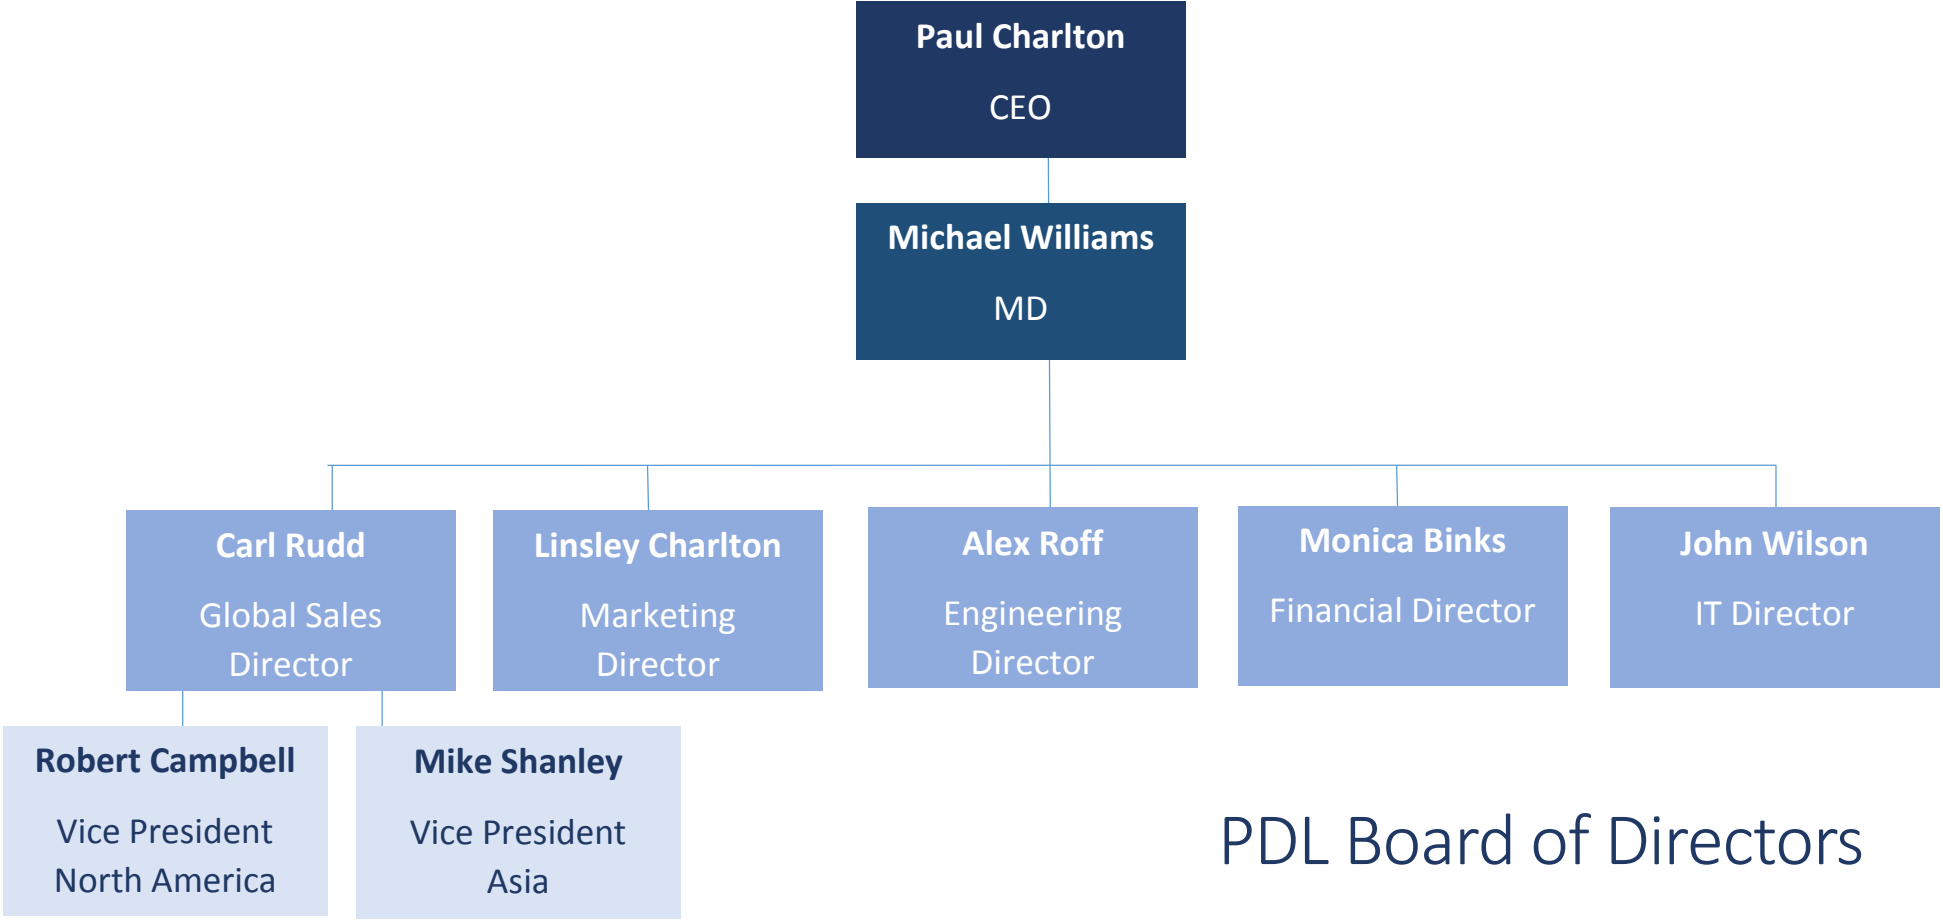 Paul Charlton
CEO
Michael Williams
MD
Carl Rudd
Global Sales
Director
Linsley Charlton
Marketing
Director
Alex Roff
Engineering
Director
Monica Binks
Financial Director
John Wilson
IT Director
Robert Campbell
Vice President
North America
Mike Shanley
Vice President
Asia
PDL Board of Directors